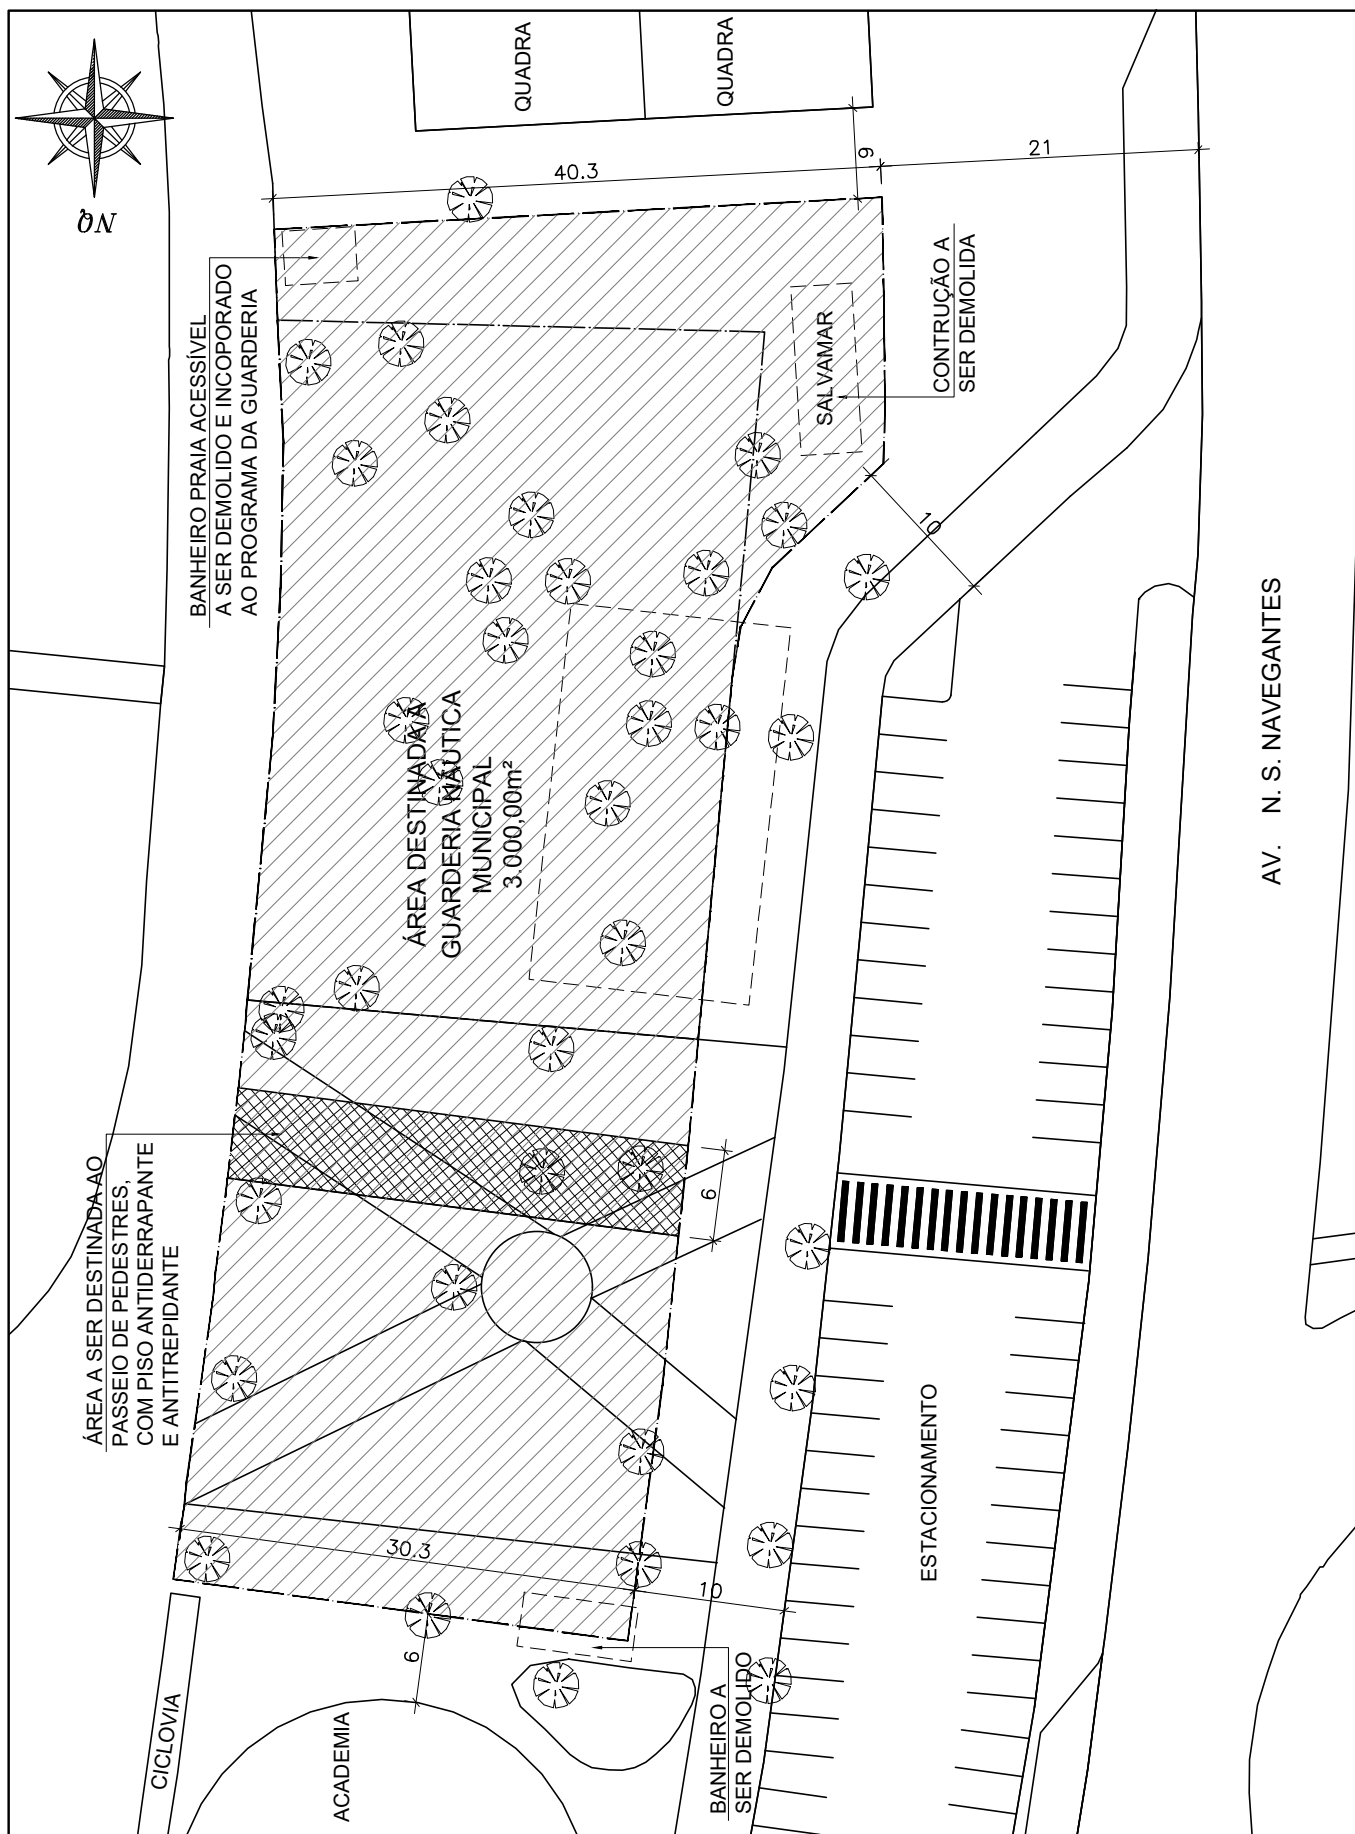 NQ
QUADRA
QUADRA
40.3
6
21
BANHEIRO PRAIA ACESSÍVEL
A SER DEMOLIDO E INCOPORADO
AO PROGRAMA DA GUARDERIA
SALVAMAR
CONTRUÇÃO A
SER DEMOLIDA
10
ÁREA DESTINADA A
GUARDERIA NÁUTICA
MUNICIPAL
3.000,00m²
AV. N. S. NAVEGANTES
ÁREA A SER DESTINADA AO
PASSEIO DE PEDESTRES,
COM PISO ANTIDERRAPANTE
E ANTITREPIDANTE
6
ESTACIONAMENTO
30.3
10
6
CICLOVIA
ACADEMIA
BANHEIRO A
SER DEMOLIDO